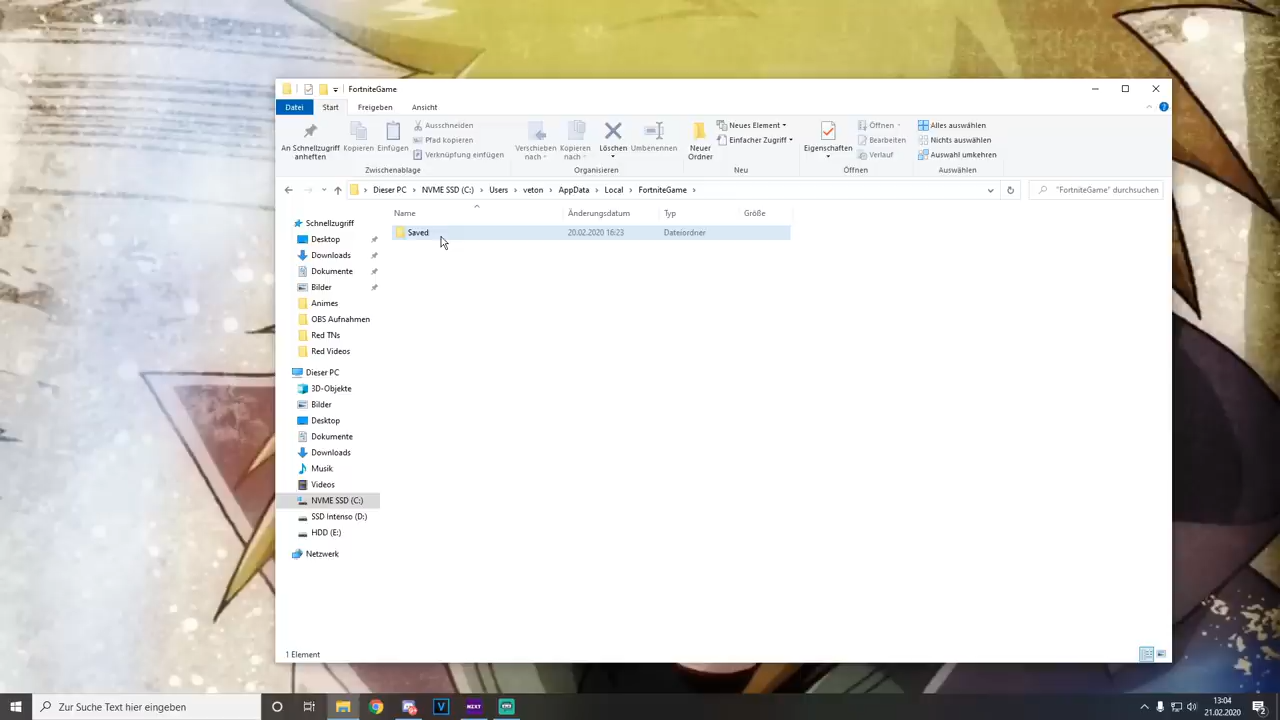 FortniteGame
Datei Start Freigeben Ansicht
An Schnellzugriff anheften
Kopieren
Einfügen
Ausschneiden
Pfad kopieren
Verknüpfung einfügen
Zwischenablage
Verschieben nach
Kopieren nach
Löschen
Umbenennen
Organisieren
Neuer Ordner
Neues Element
Einfacher Zugriff
Neu
Eigenschaften
Öffnen
Bearbeiten
Verlauf
Öffnen
Alles auswählen
Nichts auswählen
Auswahl umkehren
Auswählen
Dieser PC > NVME SSD (C:) > Users > veton > AppData > Local > FortniteGame >
"FortniteGame" durchsuchen
Name Änderungsdatum Typ Größe
Saved 20.02.2020 16:23 Dateiordner
Schnellzugriff
Desktop
Downloads
Dokumente
Bilder
Animes
OBS Aufnahmen
Red TNs
Red Videos
Dieser PC
3D-Objekte
Bilder
Desktop
Dokumente
Downloads
Musik
Videos
NVME SSD (C:)
SSD Intenso (D:)
HDD (E:)
Netzwerk
1 Element
Zur Suche Text hier eingeben
V
NZXT
13:04
21.02.2020
2